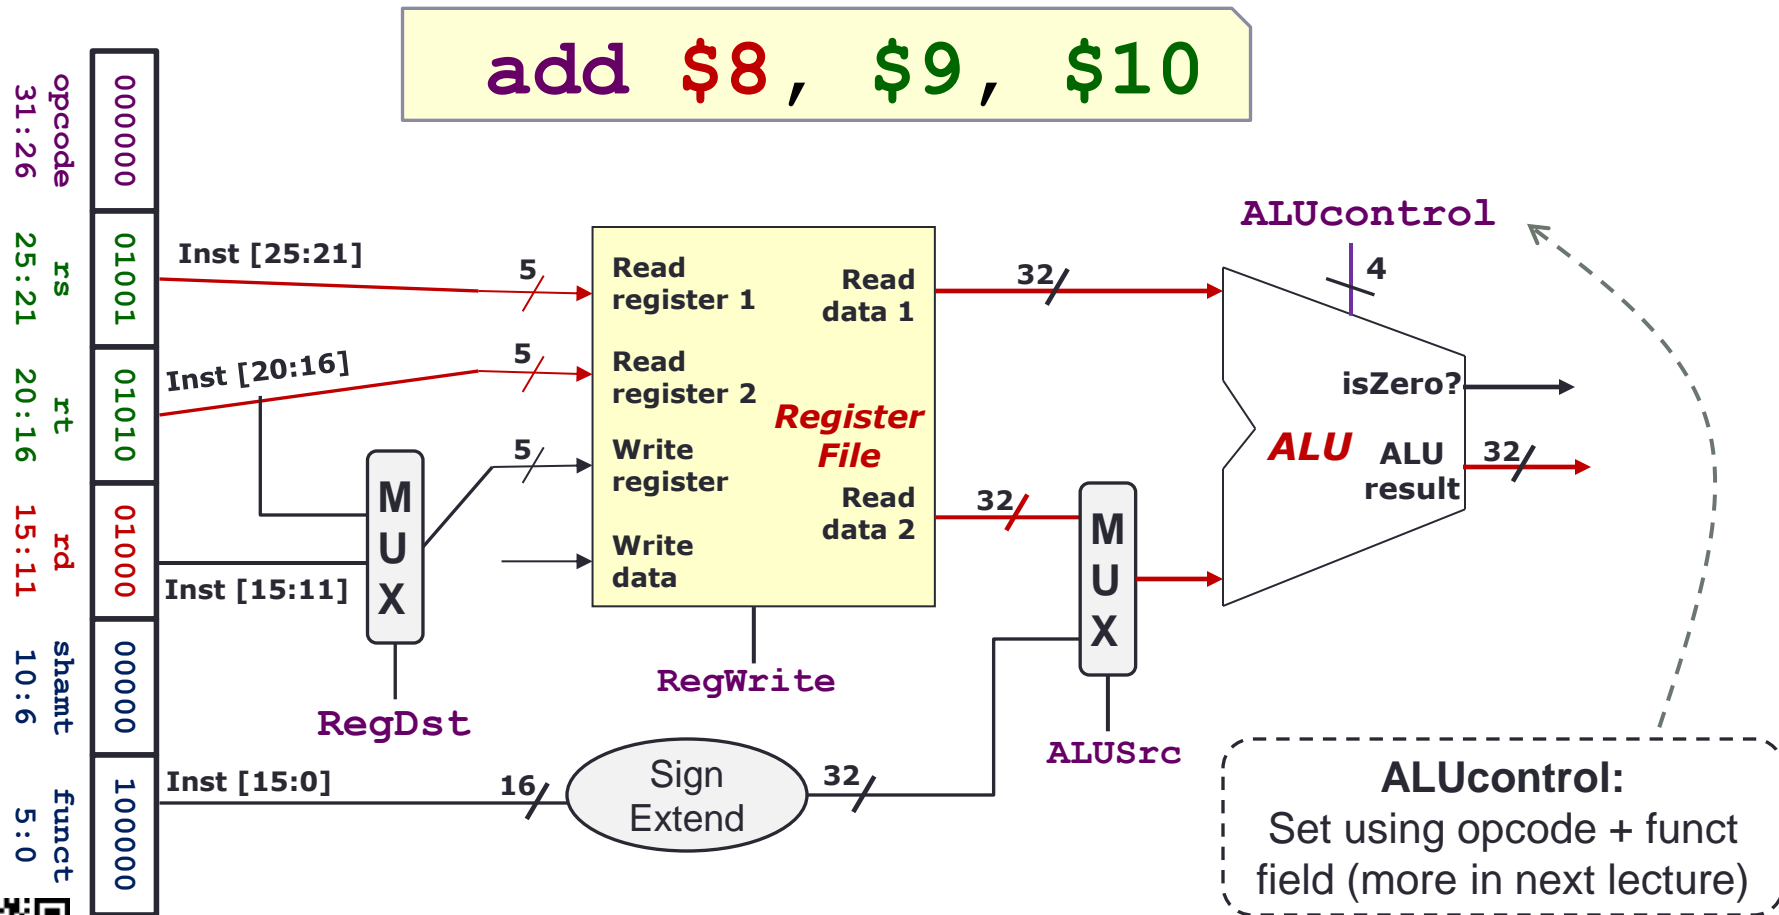 add $8, $9, $10
opcode
31:26
000000
rs
25:21
01001
rt
20:16
01010
rd
15:11
01000
shamt
10:6
00000
funct
5:0
100000
Inst [25:21]
5
Inst [20:16]
5
5
Inst [15:11]
M
U
X
RegDst
Read
register 1
Read
register 2
Write
register
Write
data
Read
data 1
Register
File
Read
data 2
RegWrite
32
32
M
U
X
ALUSrc
Inst [15:0]
16
Sign
Extend
32
ALUcontrol
4
isZero?
ALU
ALU
result
32
ALUcontrol:
Set using opcode + funct
field (more in next lecture)